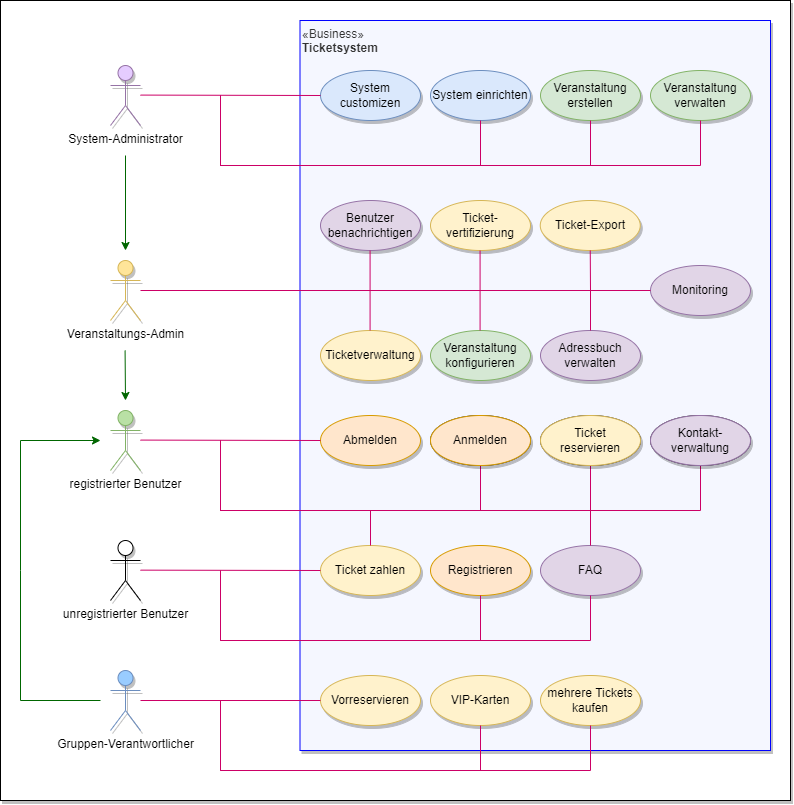 «Business»
Ticketsystem
System
customizen
System einrichten
Veranstaltung
erstellen
Veranstaltung
verwalten
System-Administrator
Benutzer
benachrichtigen
Ticket-
vertifizierung
Ticket-Export
Monitoring
Veranstaltungs-Admin
Ticketverwaltung
Veranstaltung
konfigurieren
Adressbuch
verwalten
Abmelden
Anmelden
Ticket
reservieren
Kontakt-
verwaltung
registrierter Benutzer
Ticket zahlen
Registrieren
FAQ
unregistrierter Benutzer
Vorreservieren
VIP-Karten
mehrere Tickets
kaufen
Gruppen-Verantwortlicher